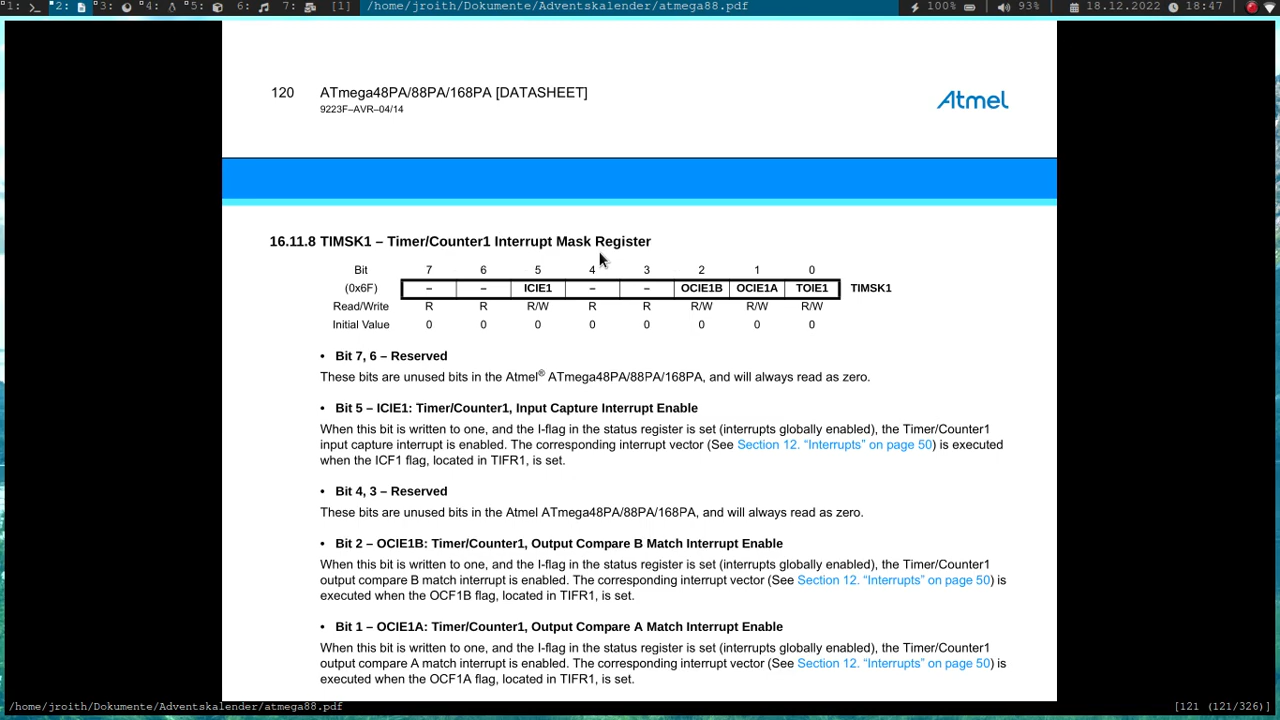 1: 2: 3: 4: 5: /home/jroith/Dokumente/Adventskalender/atmega88.pdf 100% 93% 18.12.2022 18:47
120 ATmega48PA/88PA/168PA [DATASHEET]
9223F–AVR–04/14
Atmel
16.11.8 TIMSK1 – Timer/Counter1 Interrupt Mask Register
Bit 7 6 5 4 3 2 1 0
(0x6F) – – ICIE1 – – OCIE1B OCIE1A TOIE1 TIMSK1
Read/Write R R R/W R R R/W R/W R/W
Initial Value 0 0 0 0 0 0 0 0
• Bit 7, 6 – Reserved
These bits are unused bits in the Atmel® ATmega48PA/88PA/168PA, and will always read as zero.
• Bit 5 – ICIE1: Timer/Counter1, Input Capture Interrupt Enable
When this bit is written to one, and the I-flag in the status register is set (interrupts globally enabled), the Timer/Counter1
input capture interrupt is enabled. The corresponding interrupt vector (See Section 12. “Interrupts” on page 50) is executed
when the ICF1 flag, located in TIFR1, is set.
• Bit 4, 3 – Reserved
These bits are unused bits in the Atmel ATmega48PA/88PA/168PA, and will always read as zero.
• Bit 2 – OCIE1B: Timer/Counter1, Output Compare B Match Interrupt Enable
When this bit is written to one, and the I-flag in the status register is set (interrupts globally enabled), the Timer/Counter1
output compare B match interrupt is enabled. The corresponding interrupt vector (See Section 12. “Interrupts” on page 50) is
executed when the OCF1B flag, located in TIFR1, is set.
• Bit 1 – OCIE1A: Timer/Counter1, Output Compare A Match Interrupt Enable
When this bit is written to one, and the I-flag in the status register is set (interrupts globally enabled), the Timer/Counter1
output compare A match interrupt is enabled. The corresponding interrupt vector (See Section 12. “Interrupts” on page 50) is
executed when the OCF1A flag, located in TIFR1, is set.
/home/jroith/Dokumente/Adventskalender/atmega88.pdf [121 (121/326)]